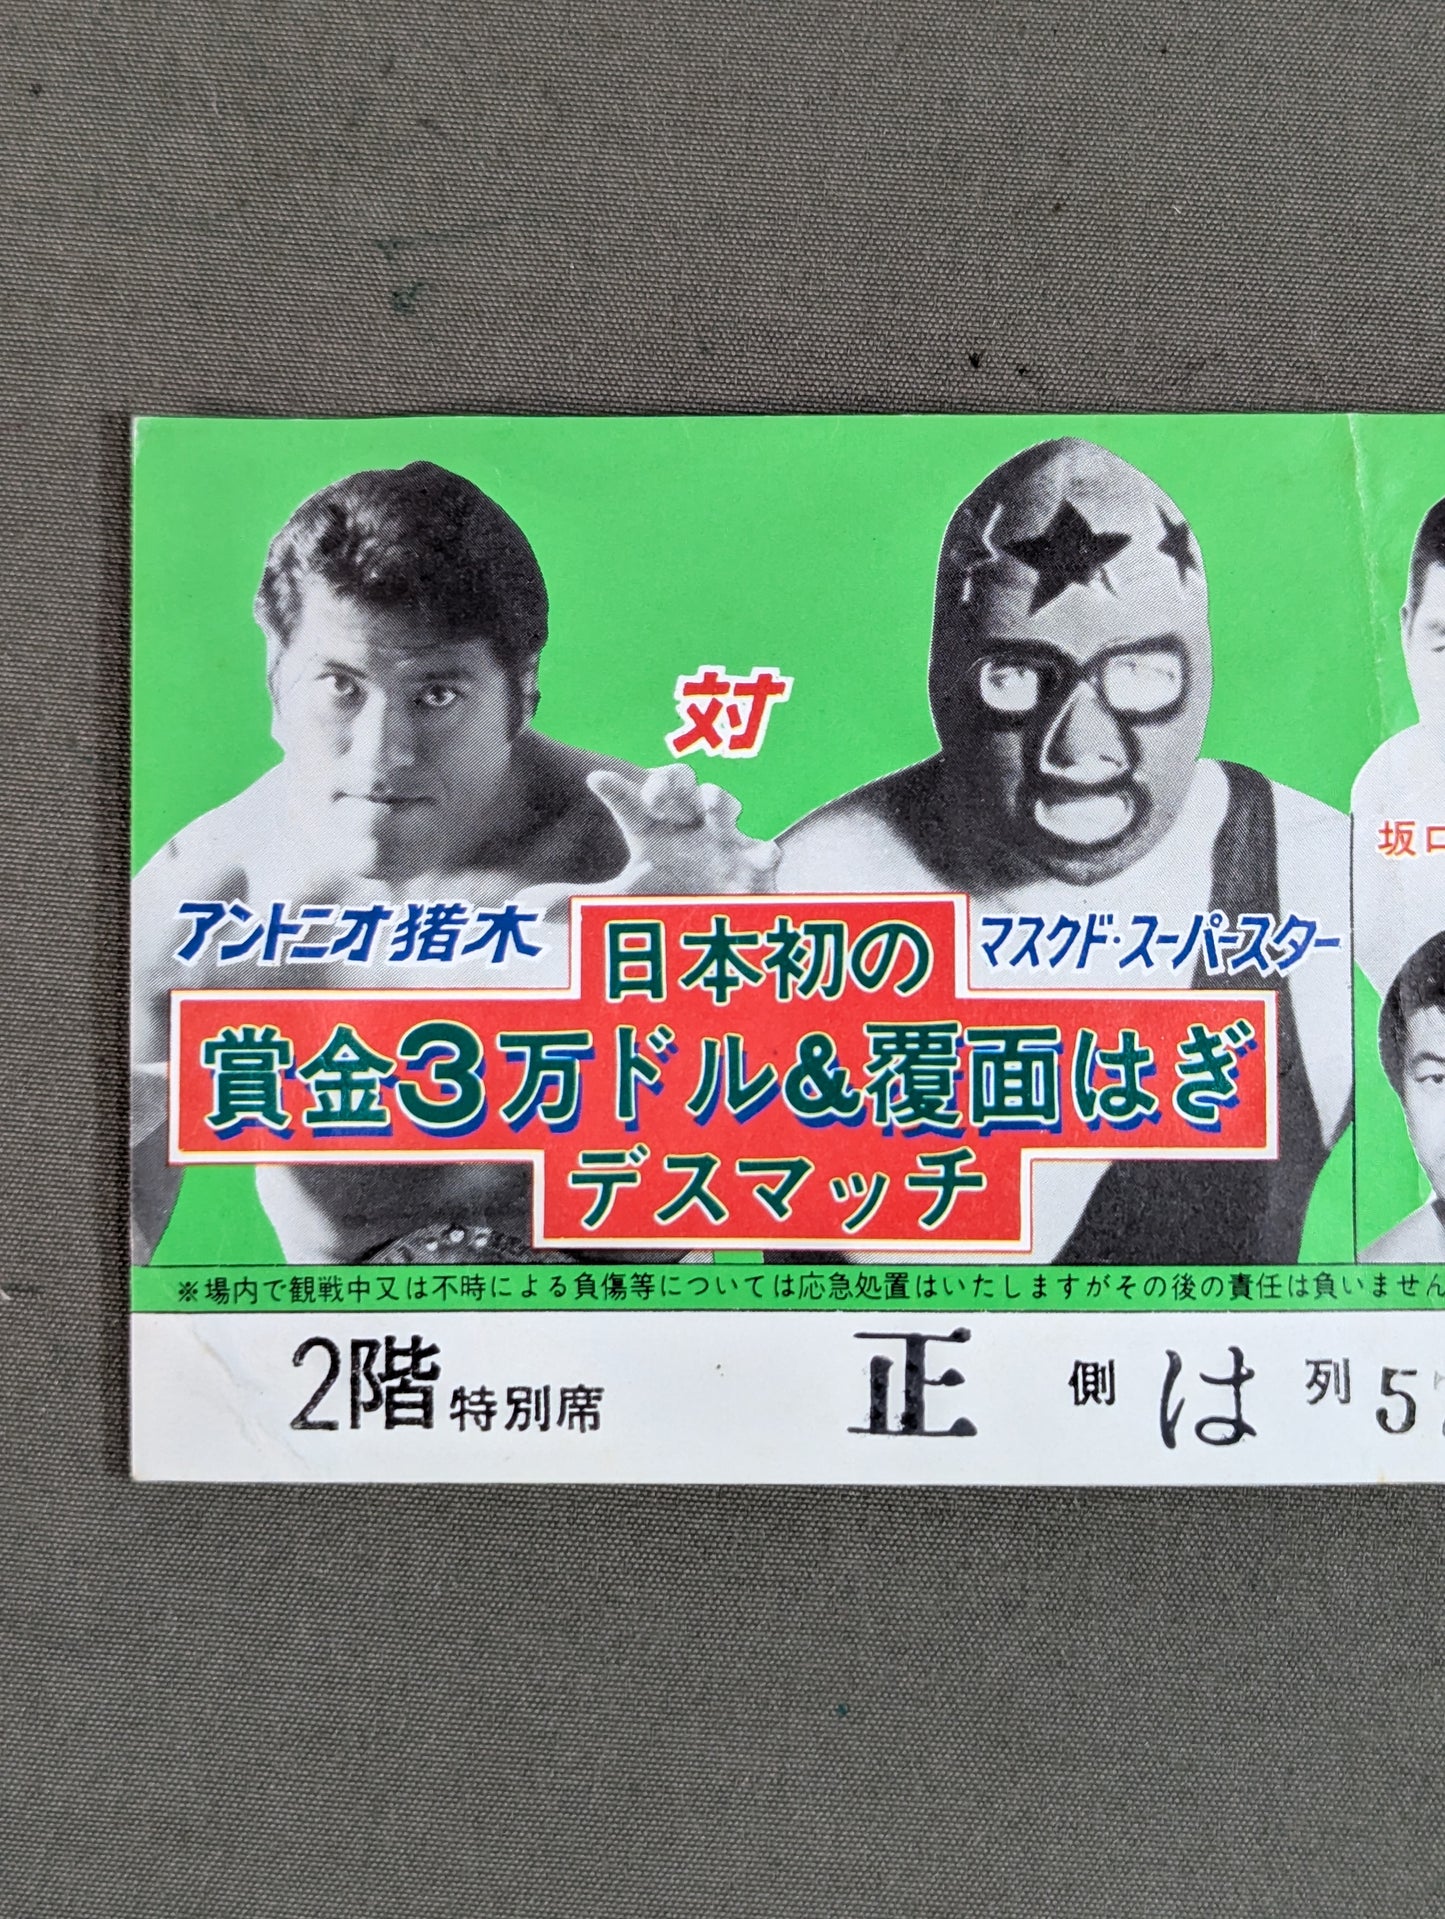 対
アントニオ猪木
マスクド・スーパースター
坂口
日本初の
賞金3万ドル&覆面はぎ
デスマッチ
※場内で観戦中又は不時による負傷等については応急処置はいたしますがその後の責任は負いません
2階特別席 正側は列5